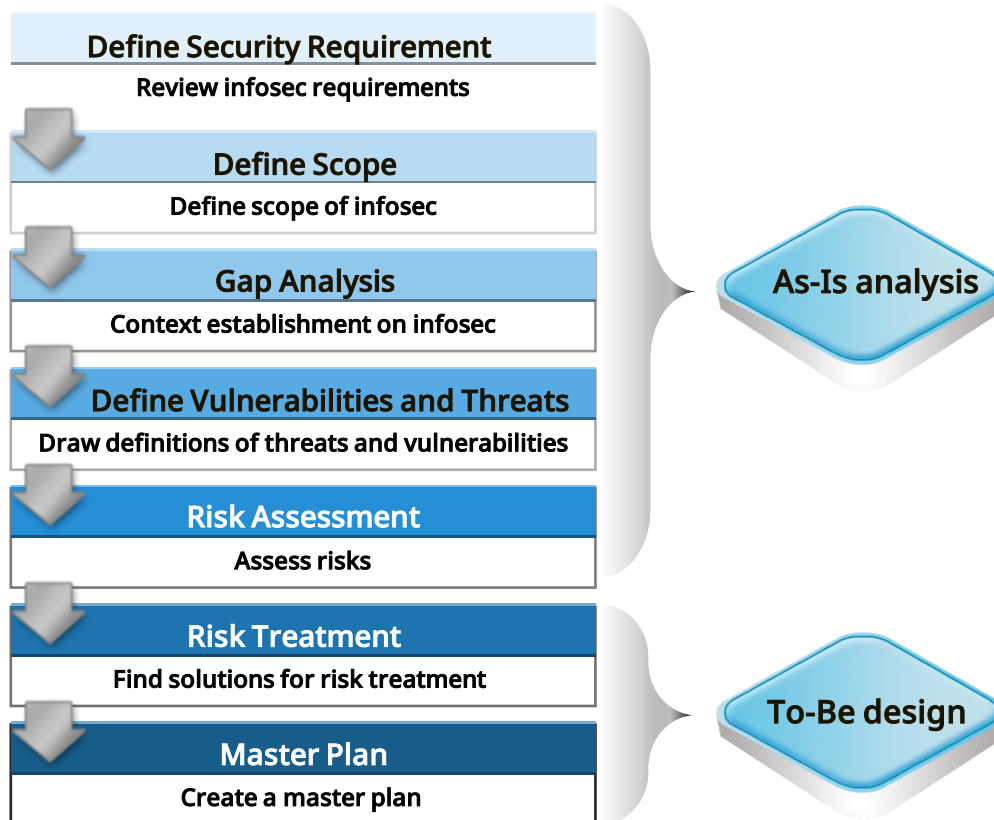 Define Security Requirement
Review infosec requirements
Define Scope
Define scope of infosec
Gap Analysis
Context establishment on infosec
Define Vulnerabilities and Threats
Draw definitions of threats and vulnerabilities
Risk Assessment
Assess risks
Risk Treatment
Find solutions for risk treatment
Master Plan
Create a master plan
As-Is analysis
To-Be design